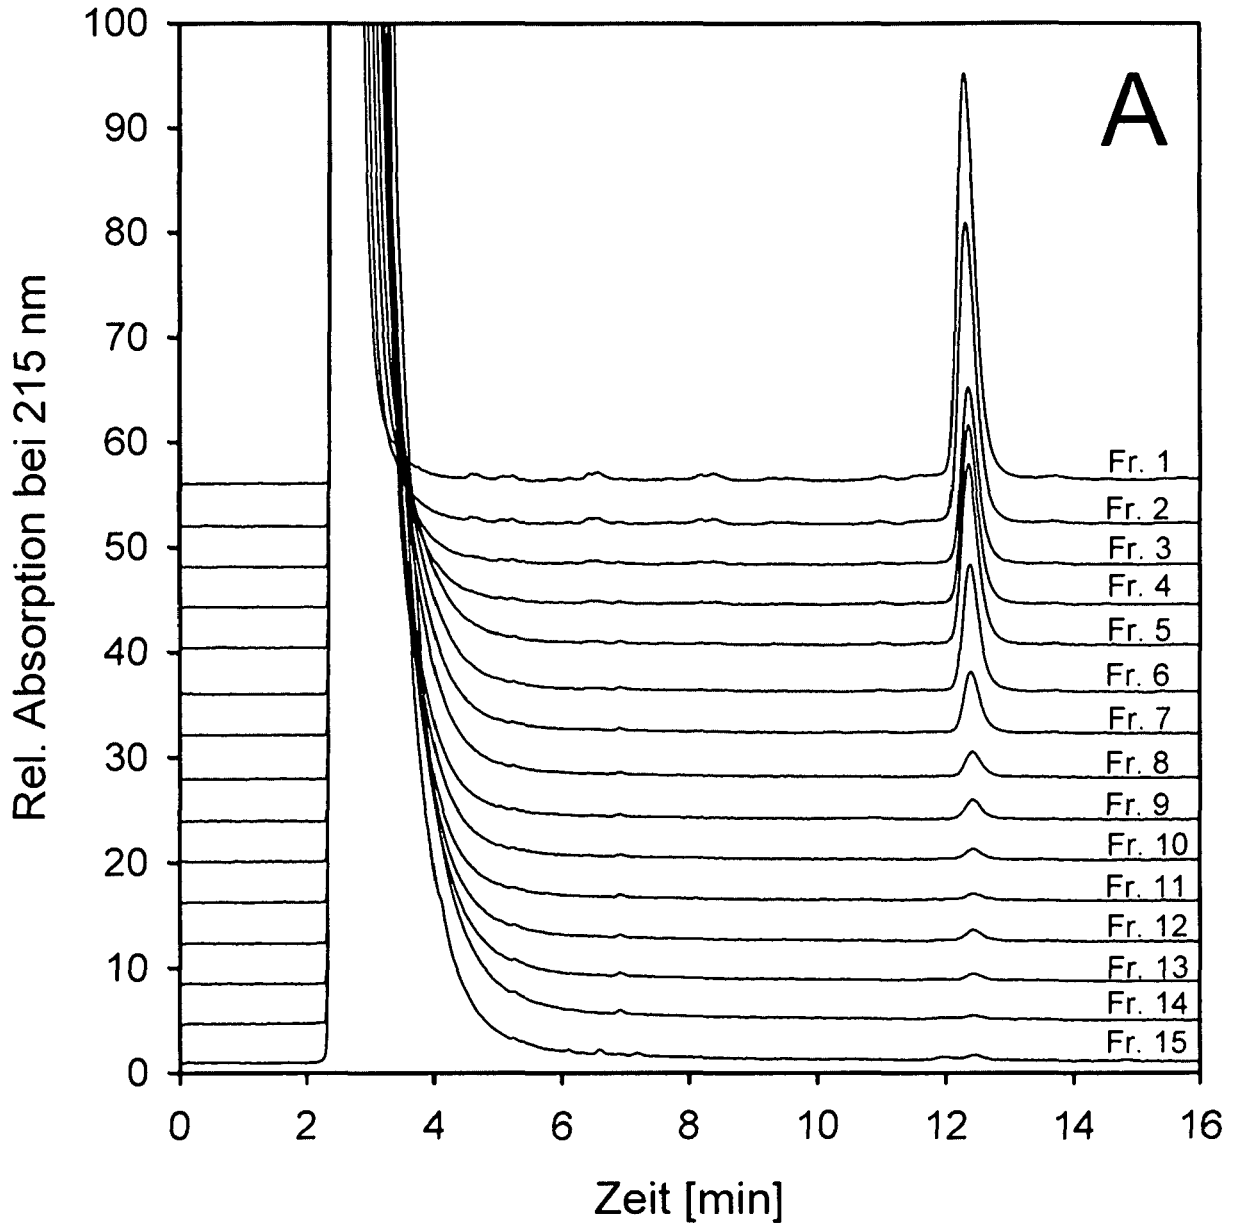 100
90
80
70
60
50
40
30
20
10
0
Rel. Absorption bei 215 nm
A
Fr. 1
Fr. 2
Fr. 3
Fr. 4
Fr. 5
Fr. 6
Fr. 7
Fr. 8
Fr. 9
Fr. 10
Fr. 11
Fr. 12
Fr. 13
Fr. 14
Fr. 15
0 2 4 6 8 10 12 14 16
Zeit [min]